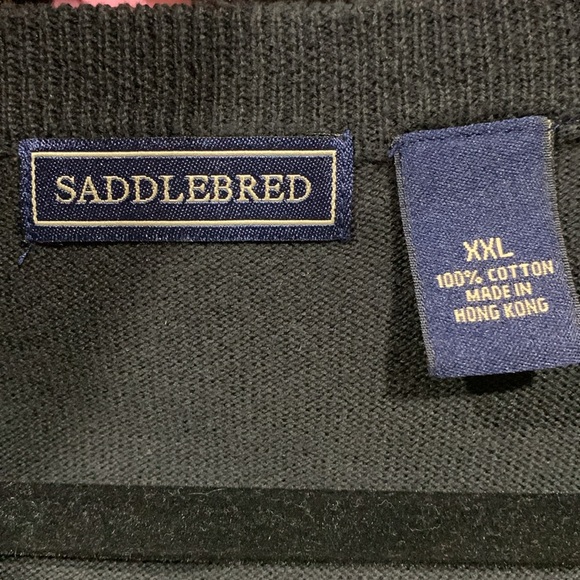 SADDLEBRED
XXL
100% COTTON
MADE IN
HONG KONG